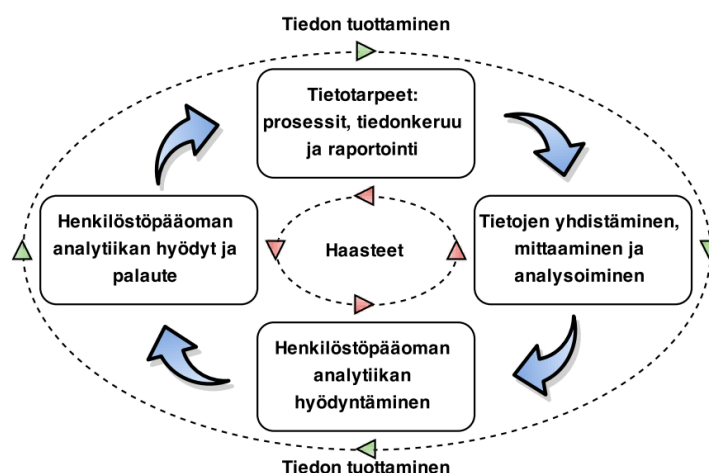 Tiedon tuottaminen
Tietotarpeet:
prosessit, tiedonkeruu
ja raportointi
Henkilöstöpääoman
analytiikan hyödyt ja
palaute
Haasteet
Tietojen yhdistäminen,
mittaaminen ja
analysoiminen
Henkilöstöpääoman
analytiikan
hyödyntäminen
Tiedon tuottaminen